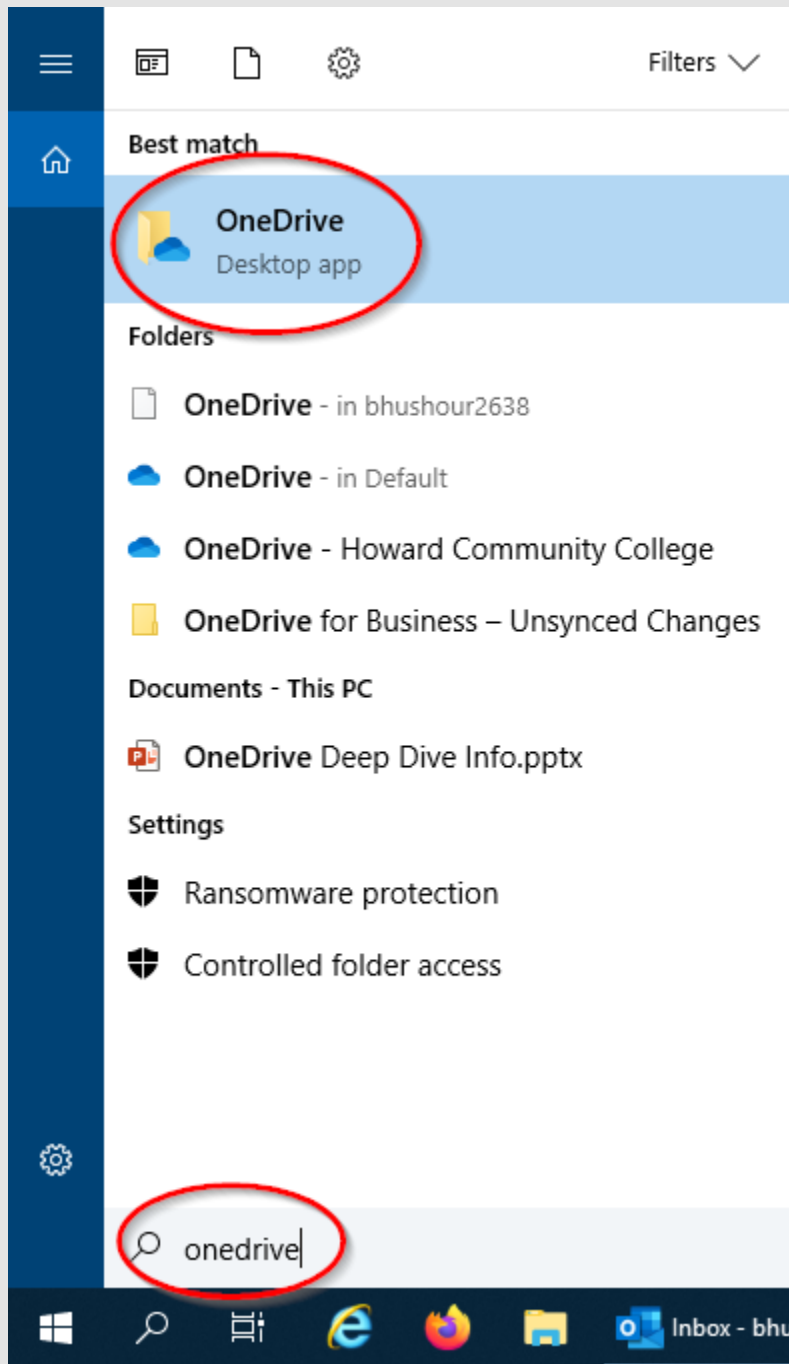 Filters
Best match
OneDrive
Desktop app
Folders
OneDrive - in bhushour2638
OneDrive - in Default
OneDrive - Howard Community College
OneDrive for Business – Unsynced Changes
Documents - This PC
OneDrive Deep Dive Info.pptx
Settings
Ransomware protection
Controlled folder access
onedrive
Inbox - bhu